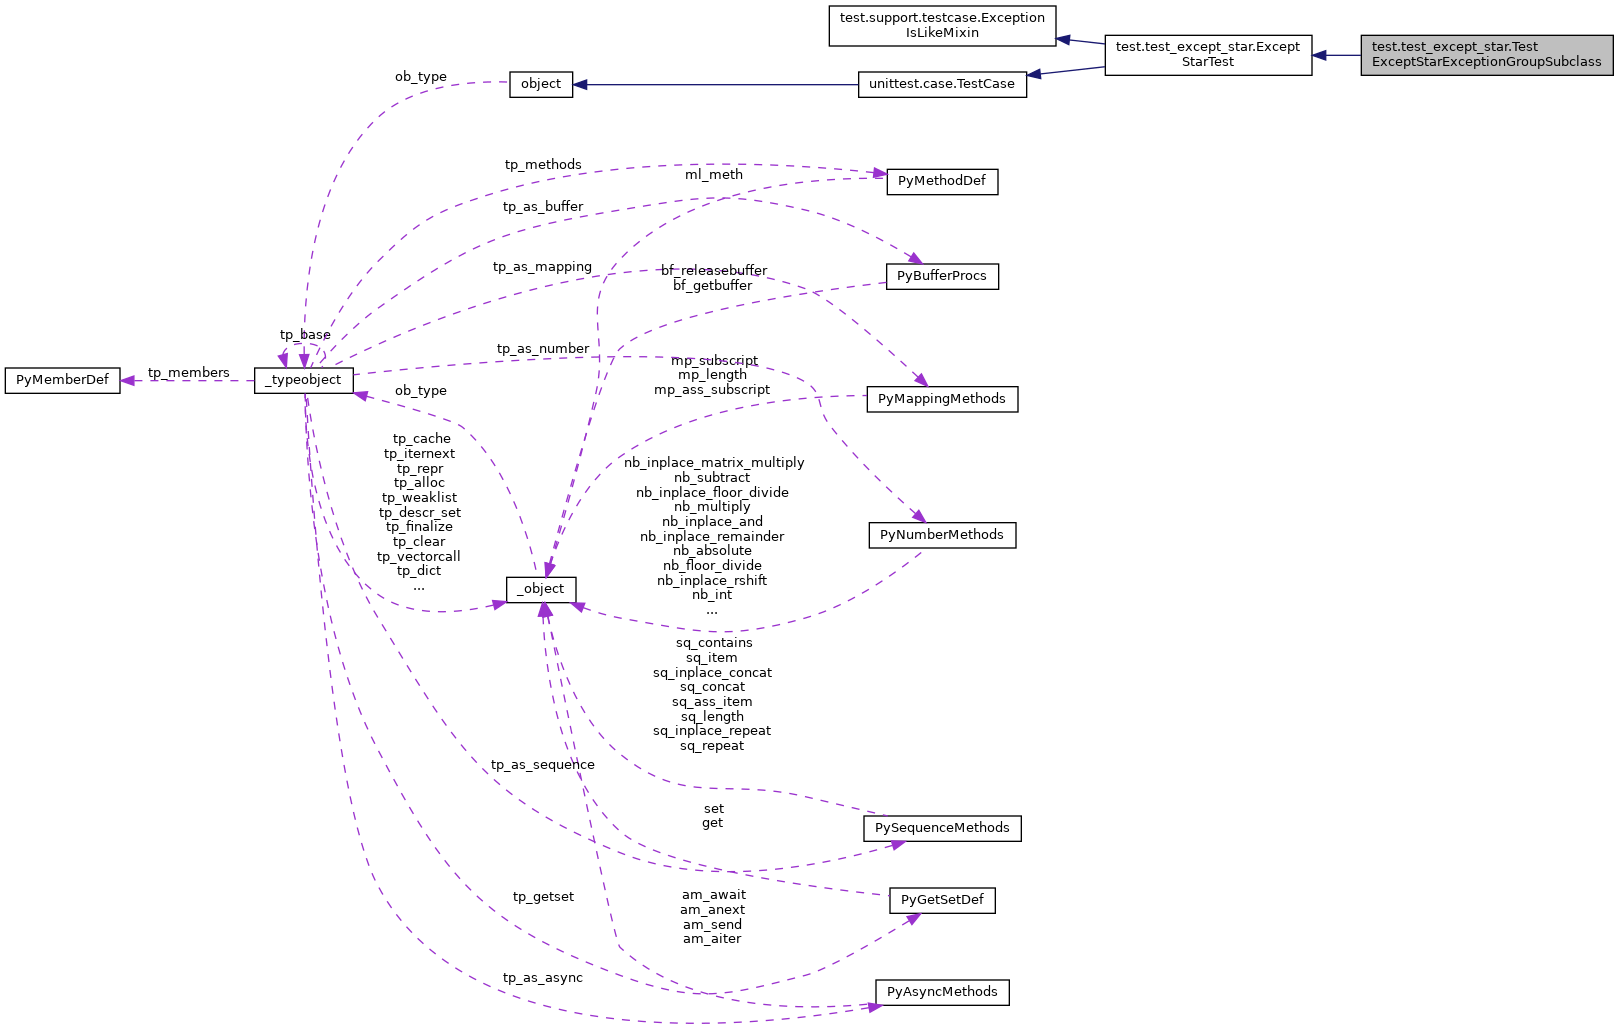 test.support.testcase.Exception
IsLikeMixin
test.test_except_star.Except
StarTest
test.test_except_star.Test
ExceptStarExceptionGroupSubclass
ob_type
object
unittest.case.TestCase
tp_methods
ml_meth
PyMethodDef
tp_as_buffer
tp_as_mapping
bf_releasebuffer
bf_getbuffer
PyBufferProcs
tp_base
tp_as_number
mp_subscript
mp_length
mp_ass_subscript
PyMemberDef
tp_members
_typeobject
ob_type
PyMappingMethods
tp_cache
tp_iternext
tp_repr
tp_alloc
tp_weaklist
tp_descr_set
tp_finalize
tp_clear
tp_vectorcall
tp_dict
...
nb_inplace_matrix_multiply
nb_subtract
nb_inplace_floor_divide
nb_multiply
nb_inplace_and
nb_inplace_remainder
nb_absolute
nb_floor_divide
nb_inplace_rshift
nb_int
...
PyNumberMethods
_object
sq_contains
sq_item
sq_inplace_concat
sq_concat
sq_ass_item
sq_length
sq_inplace_repeat
sq_repeat
tp_as_sequence
set
get
PySequenceMethods
tp_getset
am_await
am_anext
am_send
am_aiter
PyGetSetDef
tp_as_async
PyAsyncMethods